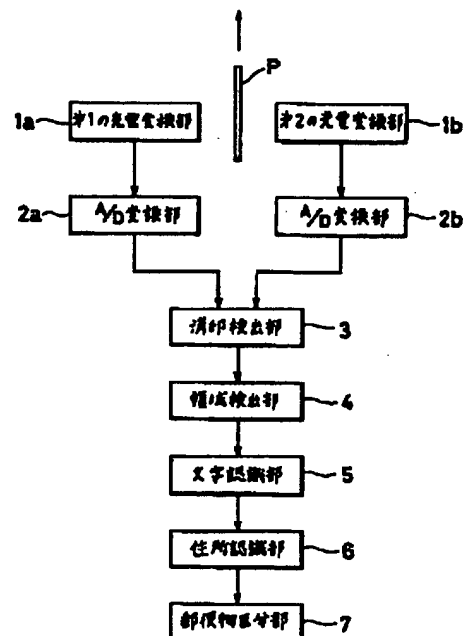 P
1a
第1の光電変換部
第2の光電変換部
1b
2a
A/D変換部
A/D変換部
2b
消印検出部
3
領域検出部
4
文字認識部
5
住所認識部
6
郵便物区分部
7